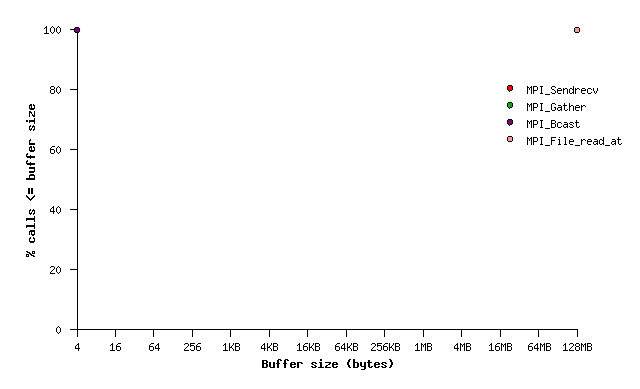 100
80
60
40
20
0
% calls <= buffer size
MPI_Sendrecv
MPI_Gather
MPI_Bcast
MPI_File_read_at
4 16 64 256 1KB 4KB 16KB 64KB 256KB 1MB 4MB 16MB 64MB 128MB
Buffer size (bytes)